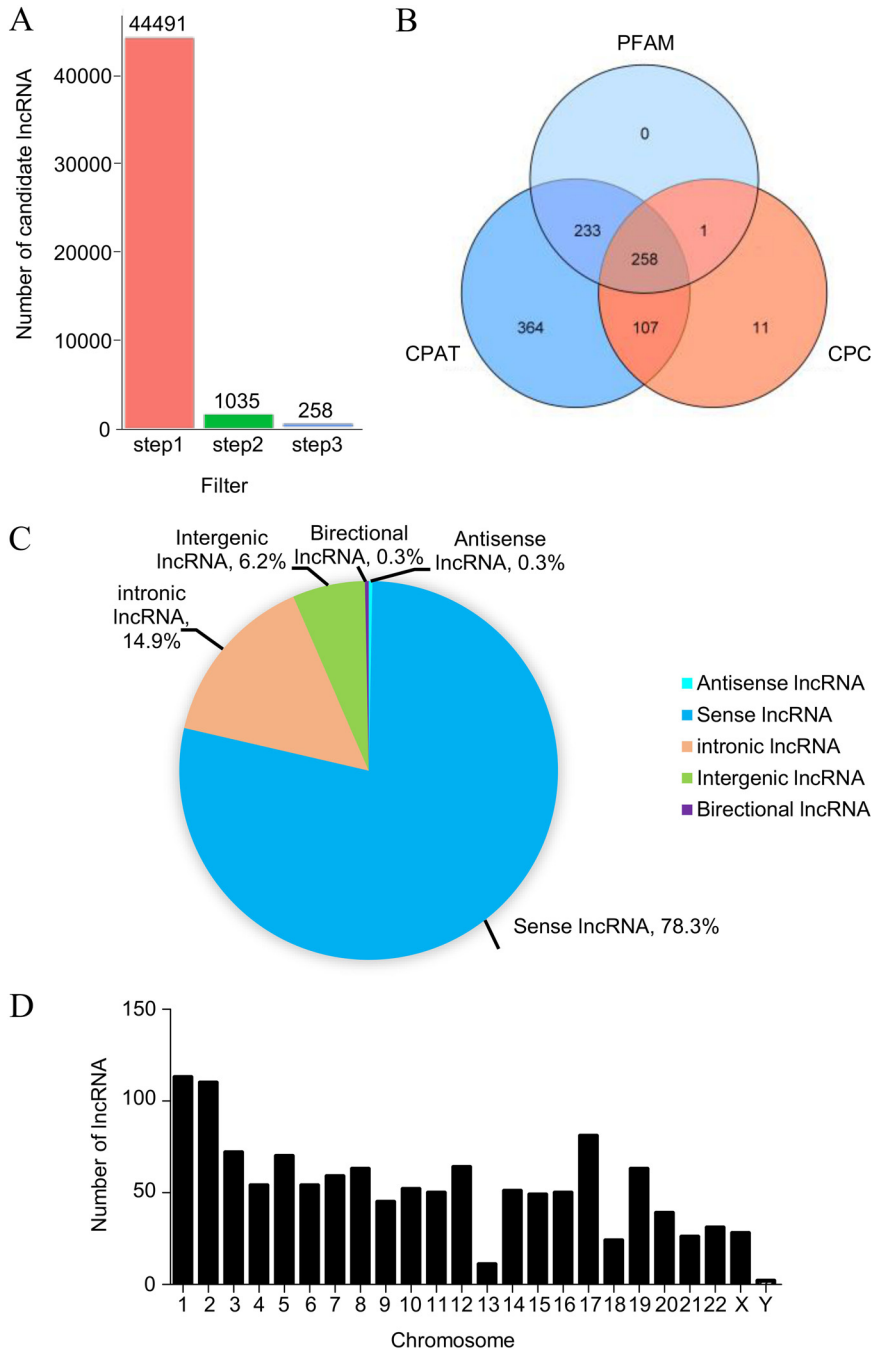 A
44491
Number of candidate lncRNA
40000
30000
20000
10000
0
1035
258
step1 step2 step3
Filter
B
PFAM
0
233
1
258
364
107
11
CPAT
CPC
C
Intergenic
lncRNA, 6.2%
Birectional
lncRNA, 0.3%
Antisense
lncRNA, 0.3%
intronic
lncRNA,
14.9%
Antisense lncRNA
Sense lncRNA
intronic lncRNA
Intergenic lncRNA
Birectional lncRNA
Sense lncRNA, 78.3%
D
Number of lncRNA
150
100
50
0
1 2 3 4 5 6 7 8 9 10 11 12 13 14 15 16 17 18 19 20 21 22 X Y
Chromosome